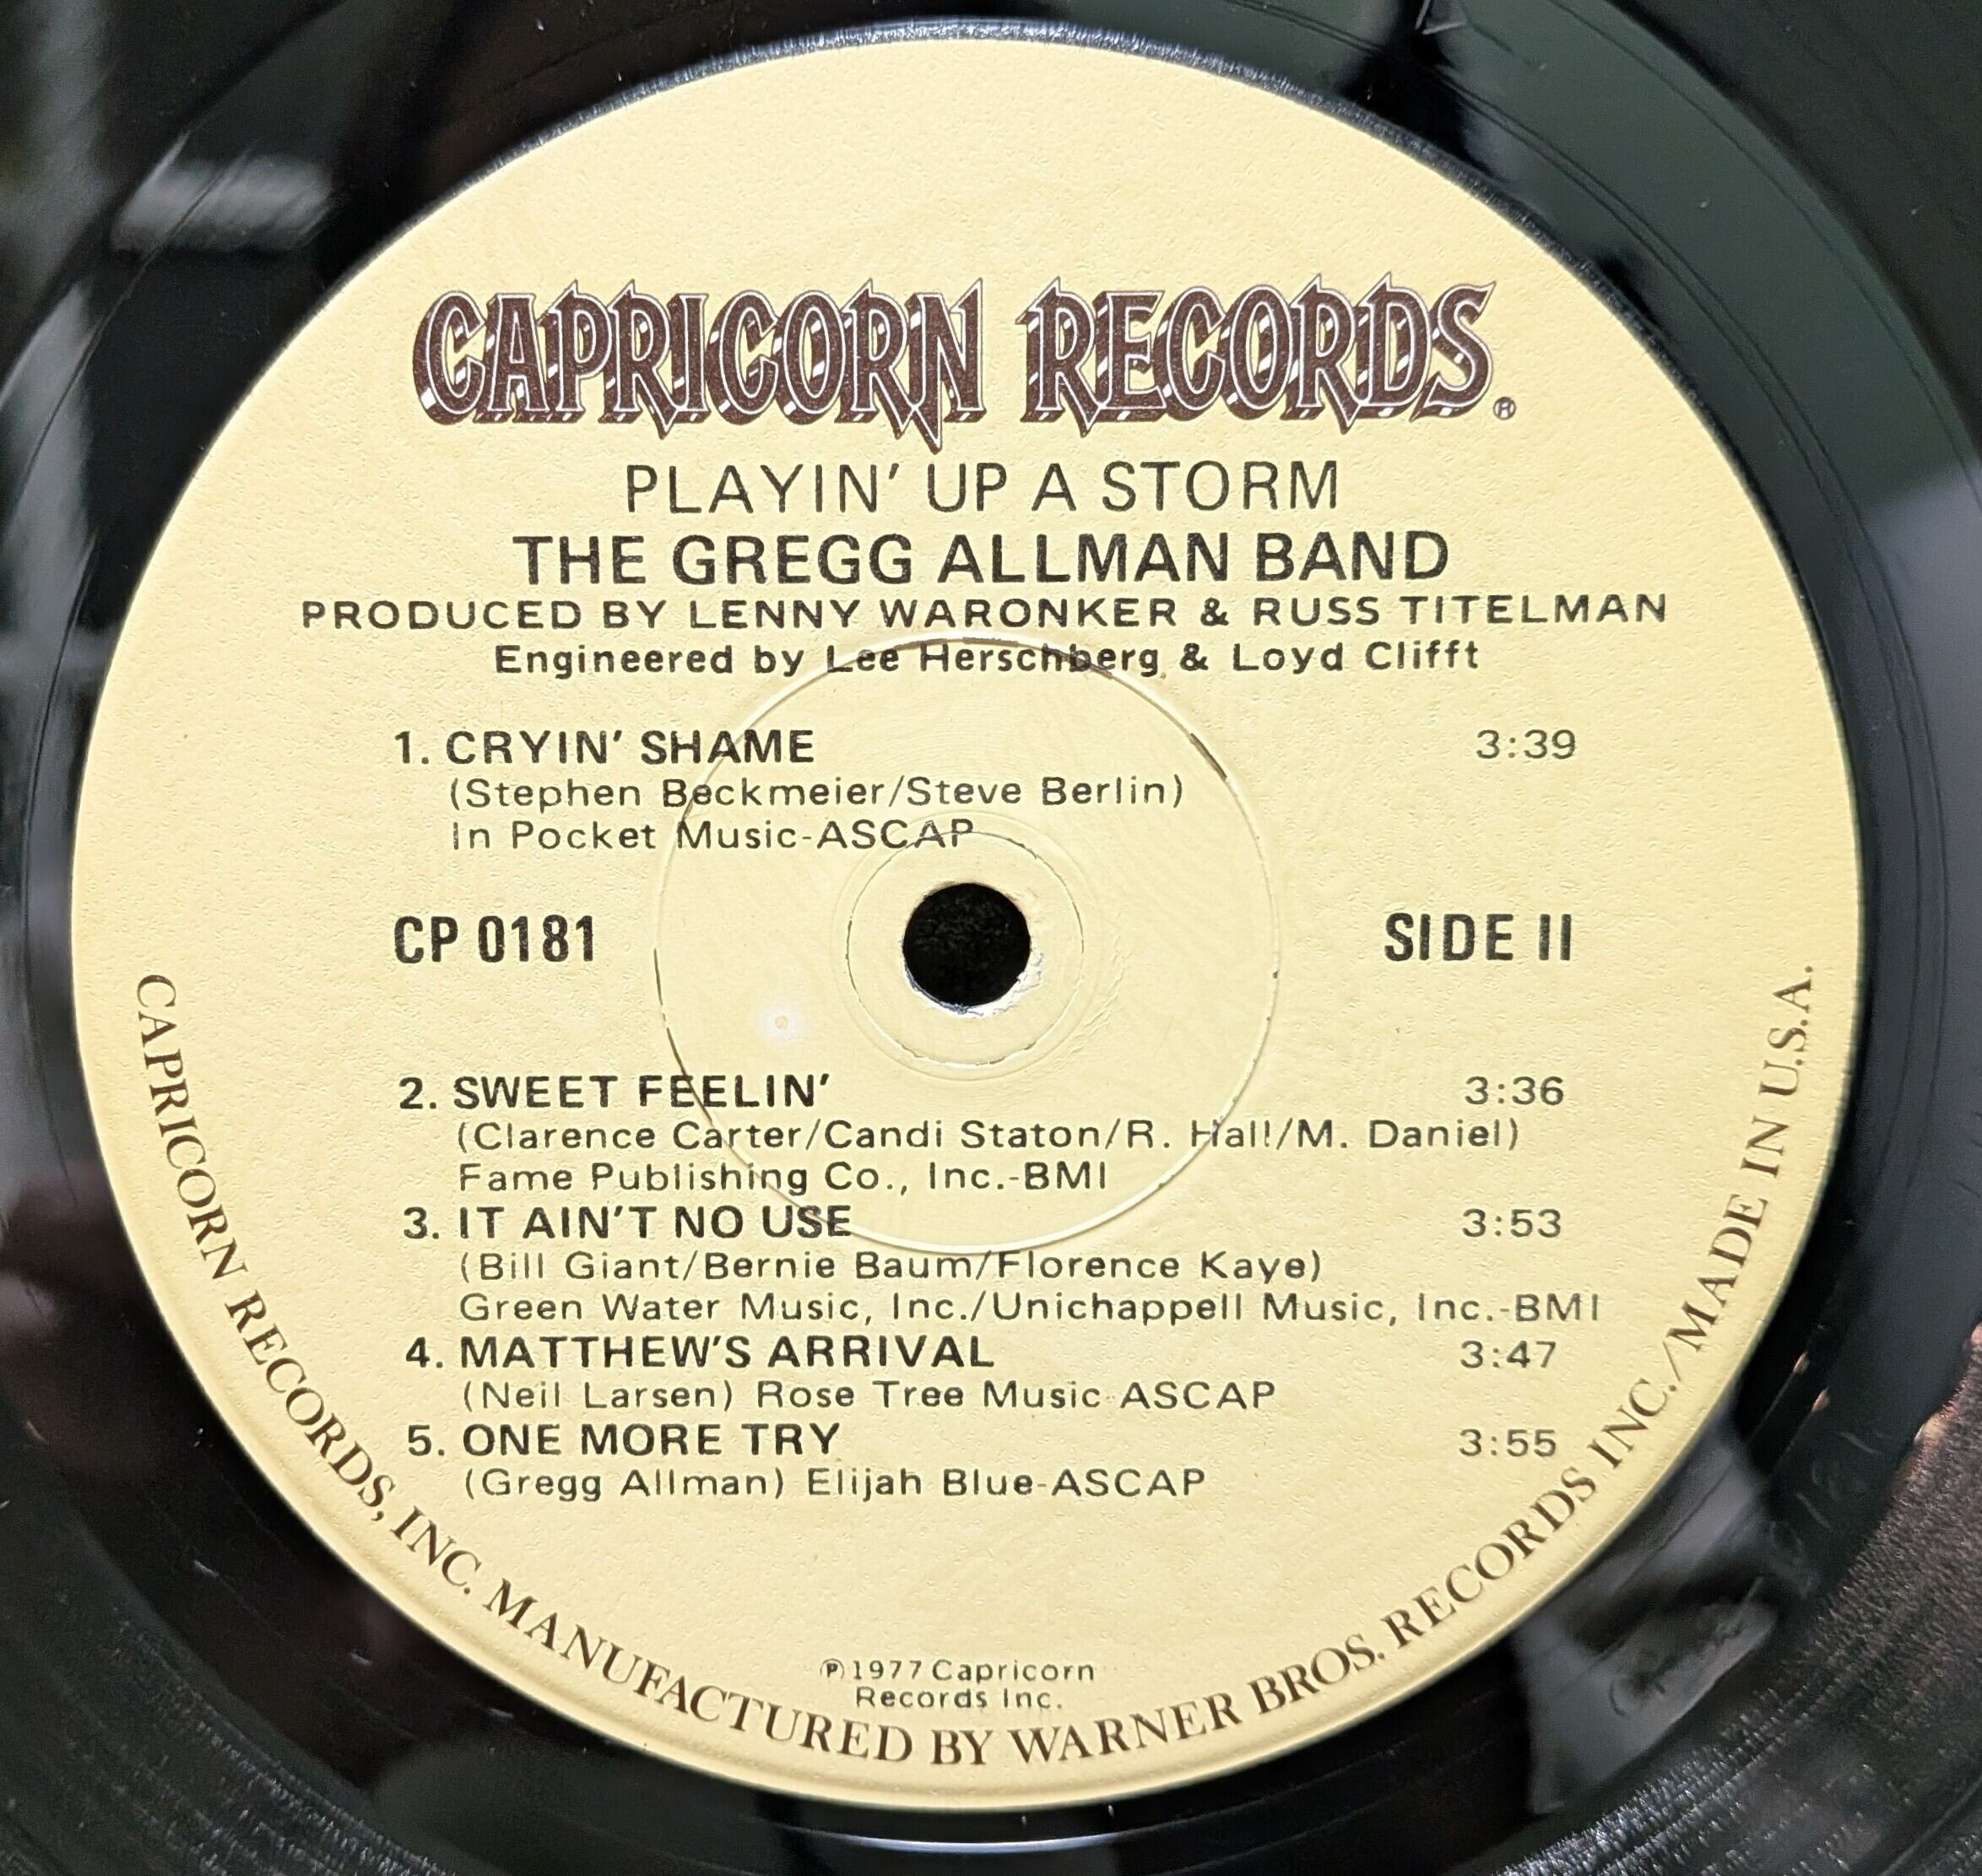 CAPRICORN RECORDS®
PLAYIN' UP A STORM
THE GREGG ALLMAN BAND
PRODUCED BY LENNY WARONKER & RUSS TITELMAN
Engineered by Lee Herschberg & Loyd Clifft
1. CRYIN' SHAME 3:39
(Stephen Beckmeier/Steve Berlin)
In Pocket Music-ASCAP
CP 0181 SIDE II
2. SWEET FEELIN' 3:36
(Clarence Carter/Candi Staton/R. Hall/M. Daniel)
Fame Publishing Co., Inc.-BMI
3. IT AIN'T NO USE 3:53
(Bill Giant/Bernie Baum/Florence Kaye)
Green Water Music, Inc./Unichappell Music, Inc.-BMI
4. MATTHEW'S ARRIVAL 3:47
(Neil Larsen) Rose Tree Music-ASCAP
5. ONE MORE TRY 3:55
(Gregg Allman) Elijah Blue-ASCAP
℗1977 Capricorn
Records Inc.
CAPRICORN RECORDS, INC. MANUFACTURED BY WARNER BROS. RECORDS INC./MADE IN U.S.A.